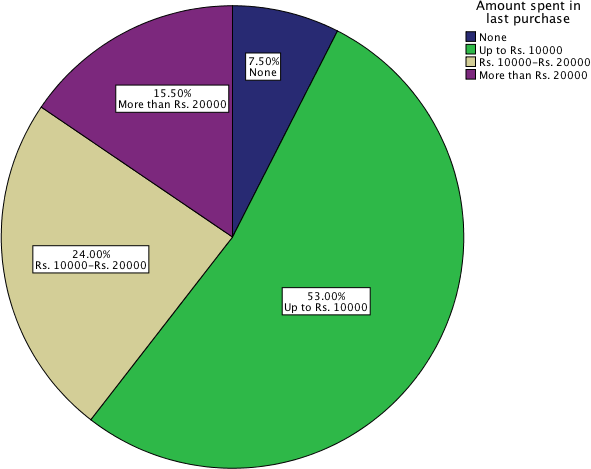 Amount spent in
last purchase
None
Up to Rs. 10000
Rs. 10000–Rs. 20000
More than Rs. 20000
7.50%
None
15.50%
More than Rs. 20000
24.00%
Rs. 10000–Rs. 20000
53.00%
Up to Rs. 10000